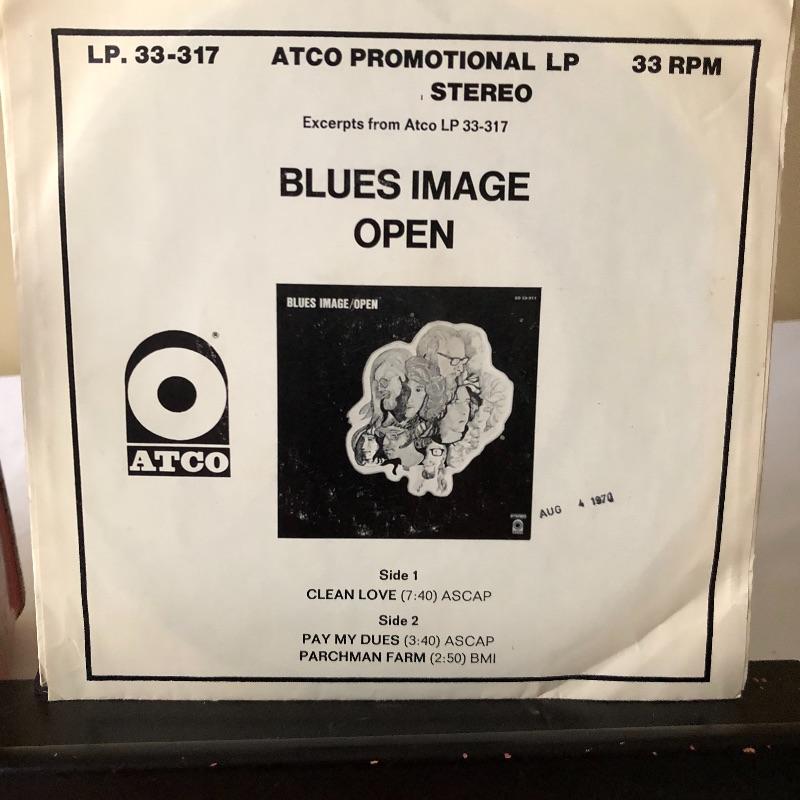 LP. 33-317 ATCO PROMOTIONAL LP 33 RPM
STEREO
Excerpts from Atco LP 33-317
BLUES IMAGE
OPEN
BLUES IMAGE/OPEN
®
ATCO
AUG 4 1970
Side 1
CLEAN LOVE (7:40) ASCAP
Side 2
PAY MY DUES (3:40) ASCAP
PARCHMAN FARM (2:50) BMI